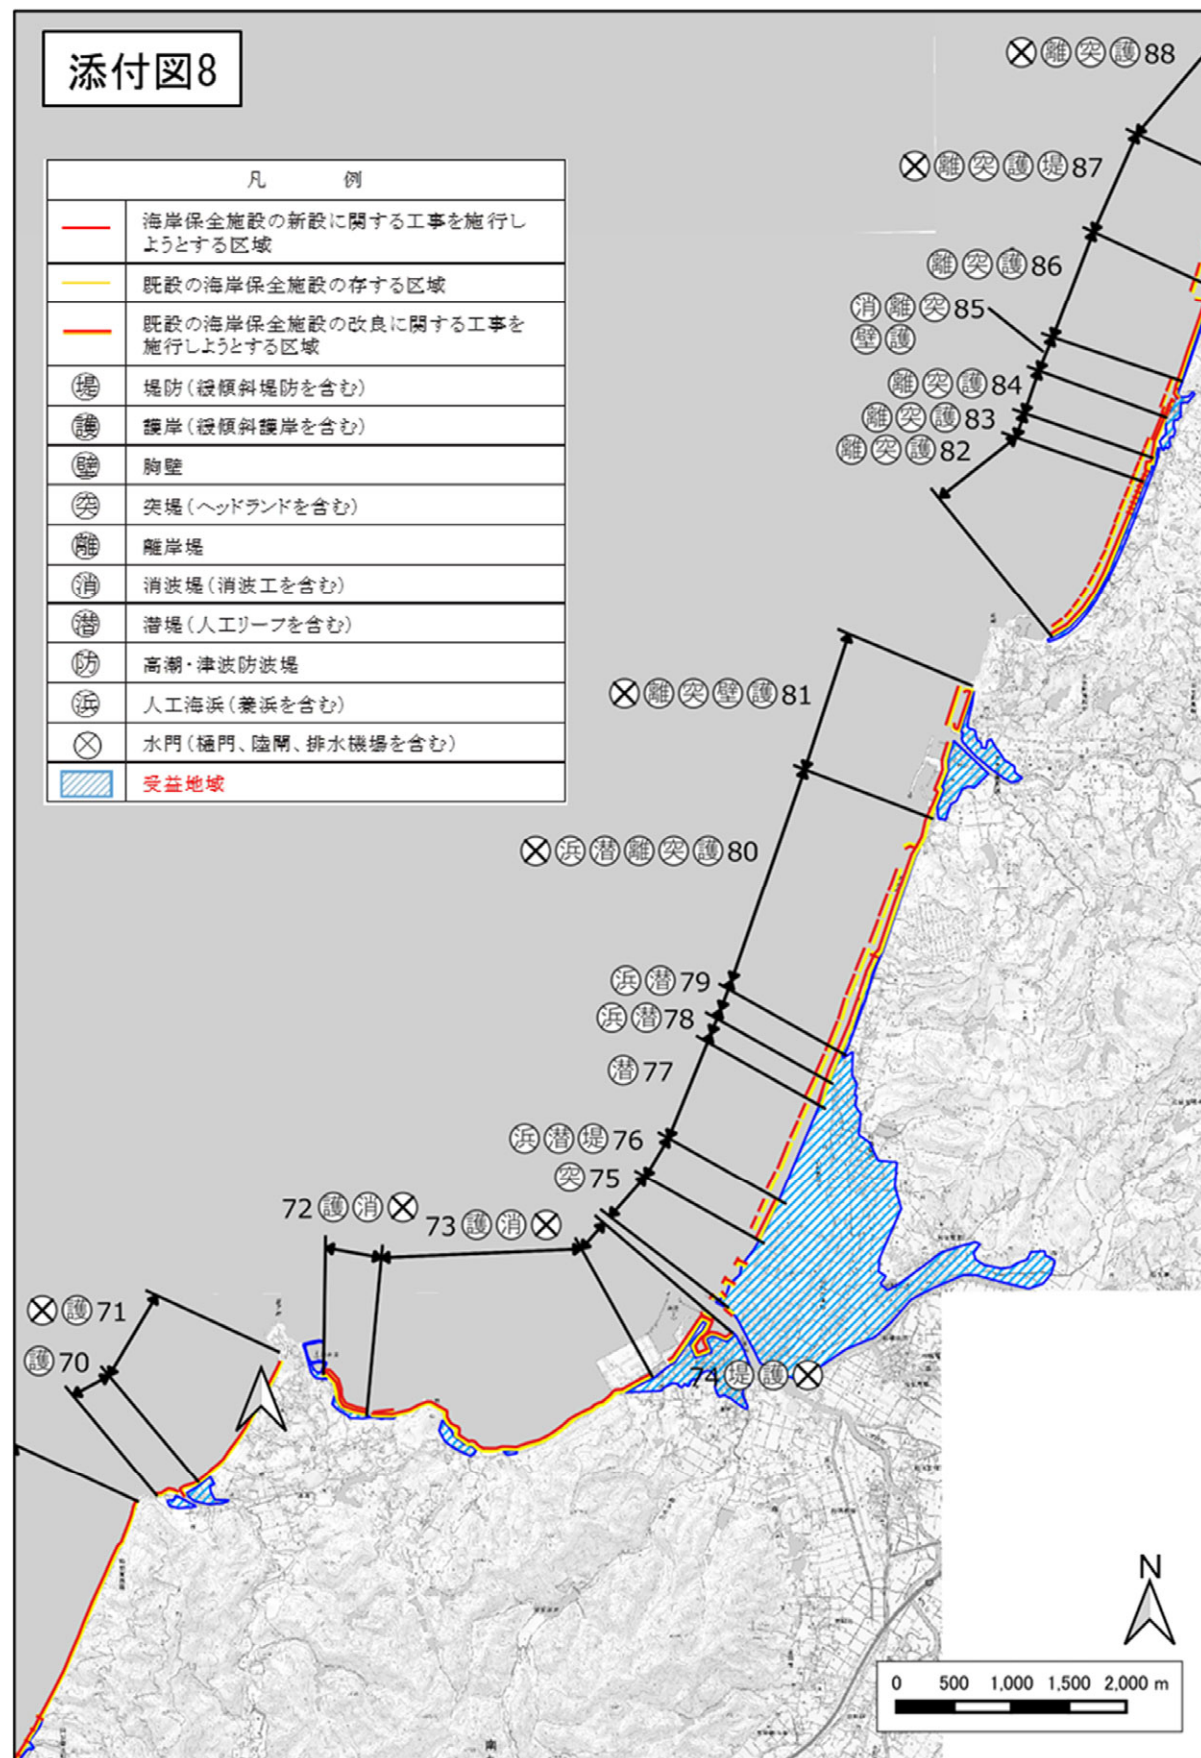 添付図8
凡 例
海岸保全施設の新設に関する工事を施行し
ようとする区域
既設の海岸保全施設の存する区域
既設の海岸保全施設の改良に関する工事を
施行しようとする区域
堤 堤防(緩傾斜堤防を含む)
護 護岸(緩傾斜護岸を含む)
壁 胸壁
突 突堤(ヘッドランドを含む)
離 離岸堤
消 消波堤(消波工を含む)
潜 潜堤(人工リーフを含む)
防 高潮・津波防波堤
浜 人工海浜(養浜を含む)
水門(樋門、陸閘、排水機場を含む)
受益地域
離突護88
離突護堤87
離突護86
消離突85
壁護
離突護84
離突護83
離突護82
離突壁護81
浜潜離突護80
浜潜79
浜潜78
潜77
浜潜堤76
突75
72護消
73護消
護71
護70
74堤護
N
0 500 1,000 1,500 2,000 m